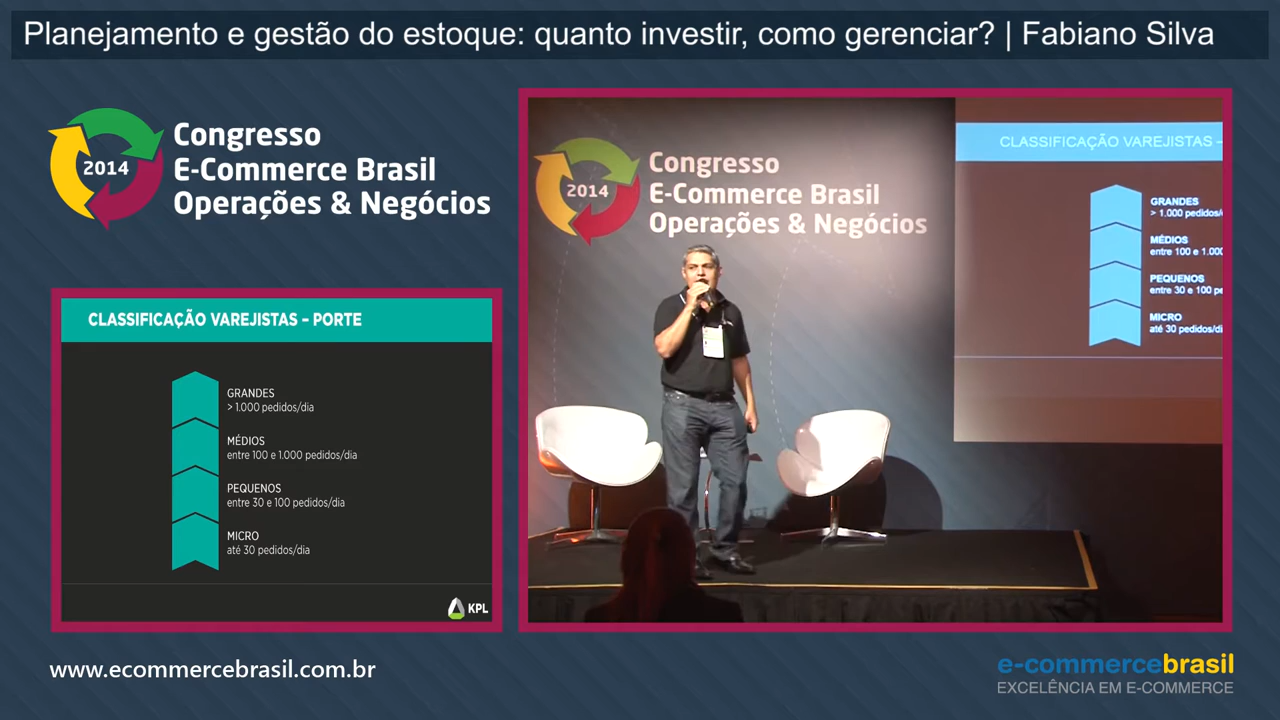 Planejamento e gestão do estoque: quanto investir, como gerenciar? | Fabiano Silva
2014
Congresso
E-Commerce Brasil
Operações & Negócios
CLASSIFICAÇÃO VAREJISTAS – PORTE
GRANDES
> 1.000 pedidos/dia
MÉDIOS
entre 100 e 1.000 pedidos/dia
PEQUENOS
entre 30 e 100 pedidos/dia
MICRO
até 30 pedidos/dia
KPL
2014
Congresso
E-Commerce Brasil
Operações & Negócios
CLASSIFICAÇÃO VAREJISTAS –
GRANDES
> 1.000 pedidos/
MÉDIOS
entre 100 e 1.000
PEQUENOS
entre 30 e 100 pe
MICRO
até 30 pedidos/di
www.ecommercebrasil.com.br
e-commercebrasil
EXCELÊNCIA EM E-COMMERCE